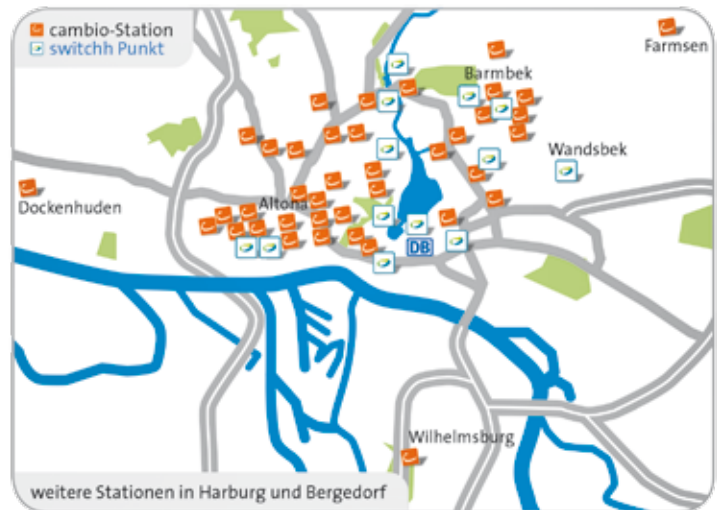 cambio-Station
switchh Punkt
Farmsen
Barmbek
Wandsbek
Dockenhuden
Altona
DB
Wilhelmsburg
weitere Stationen in Harburg und Bergedorf